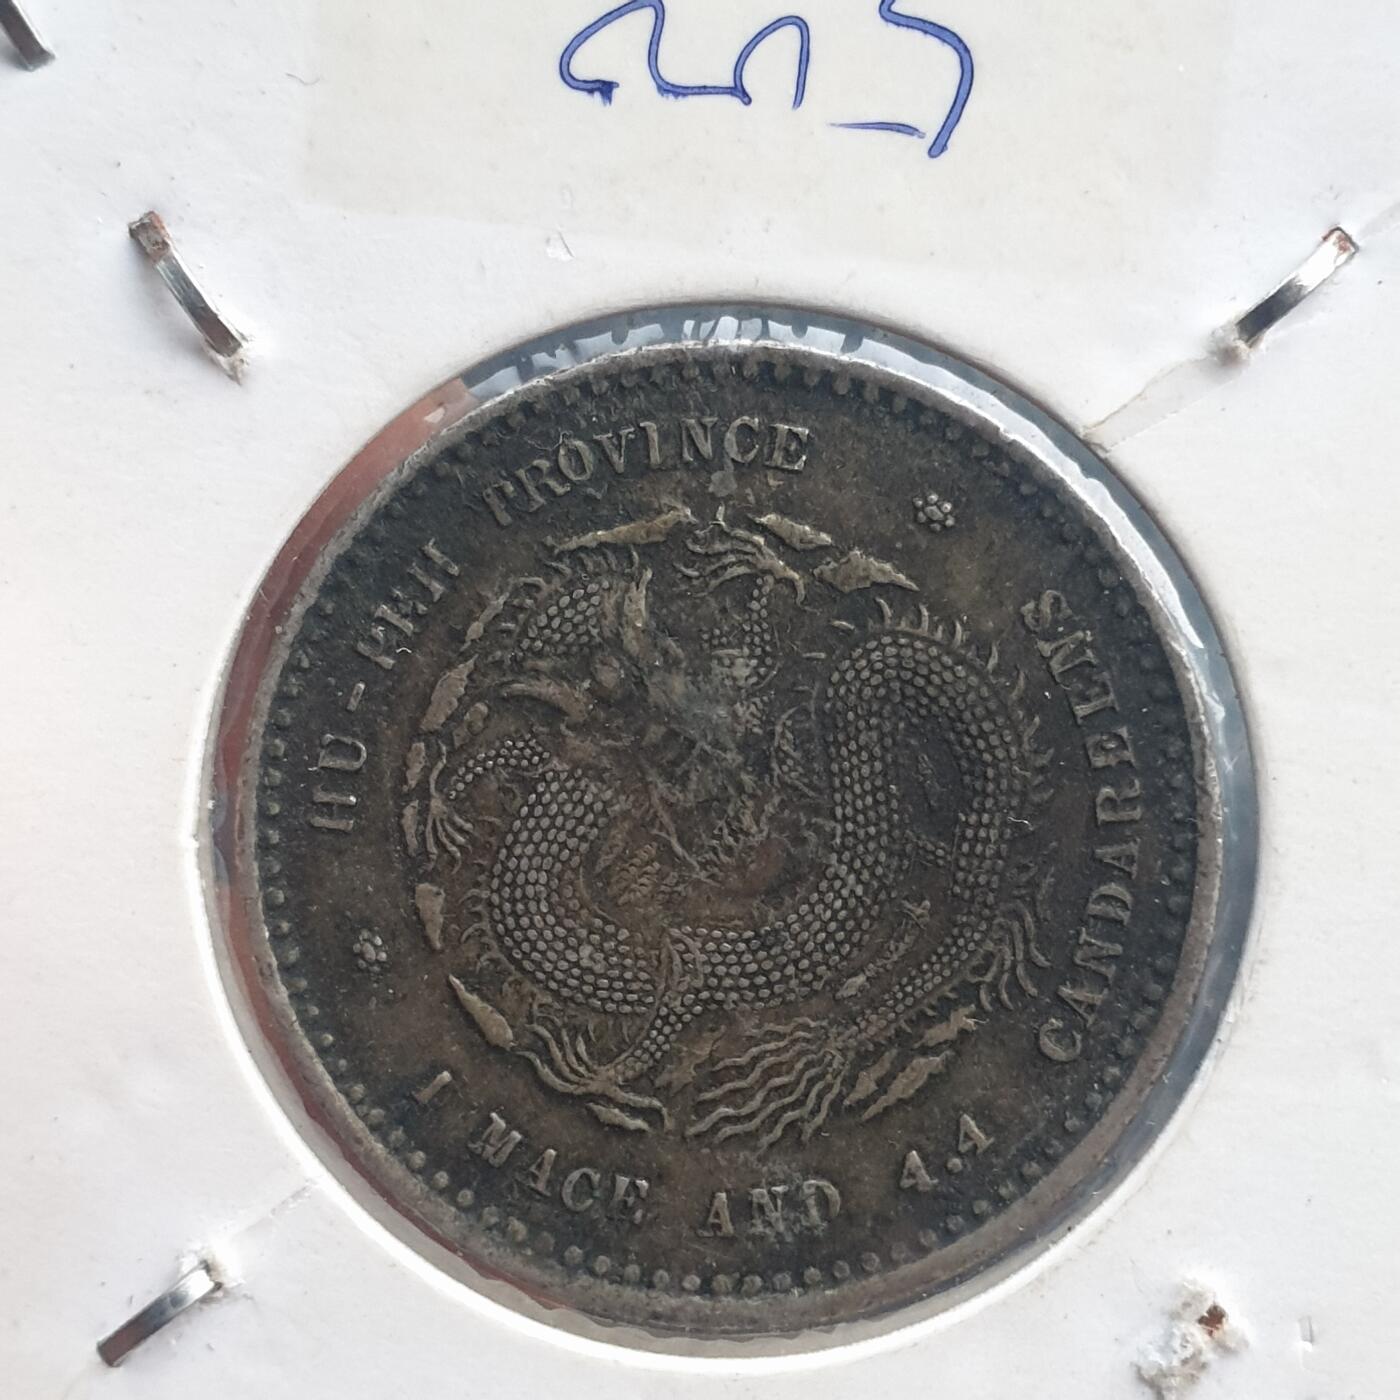 HU-PEH PROVINCE
1 MACE AND 4.4 CANDAREENS